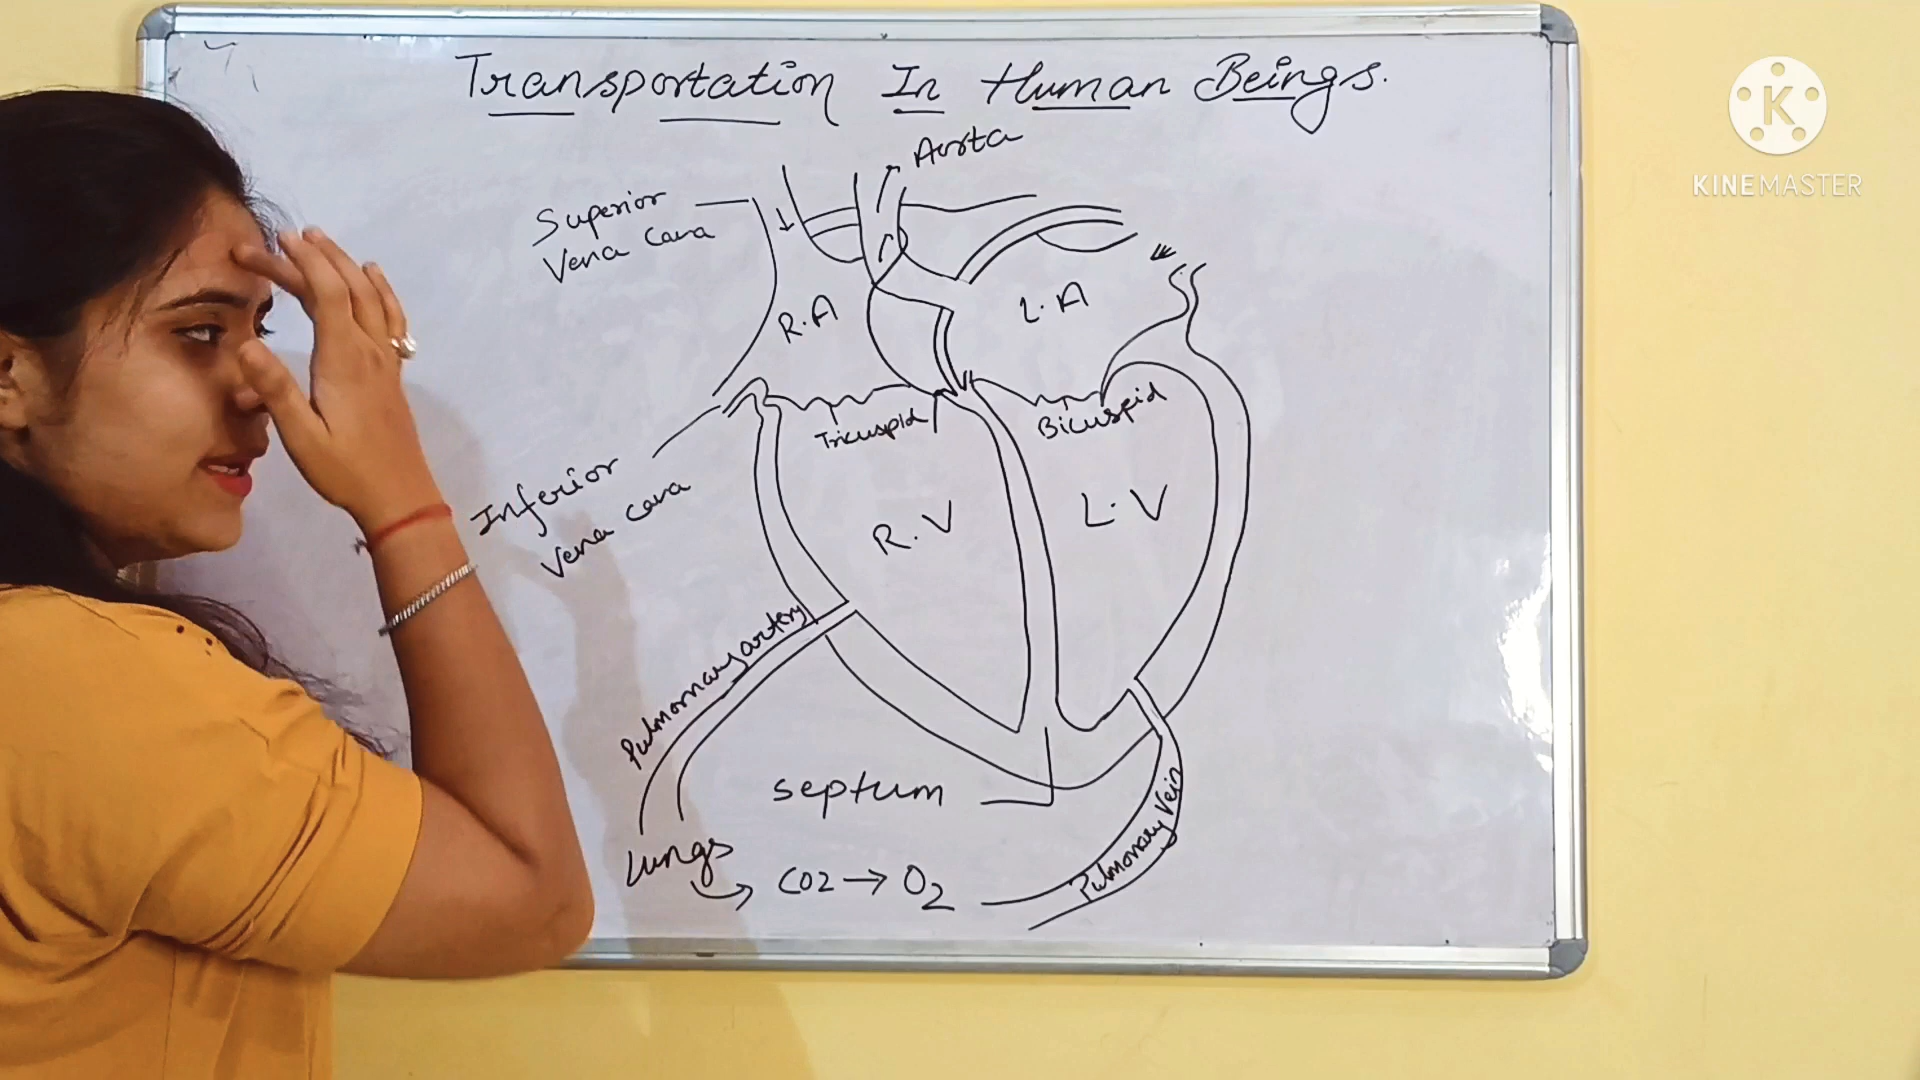 Transportation In Human Beings.
K
KINEMASTER
Aorta
Superior
Vena Cava
R.A
L.A
Tricuspid
Bicuspid
Inferior
Vena cava
R.V
L.V
Pulmonary artery
septum
Pulmonary Vein
Lungs
CO2 → O2